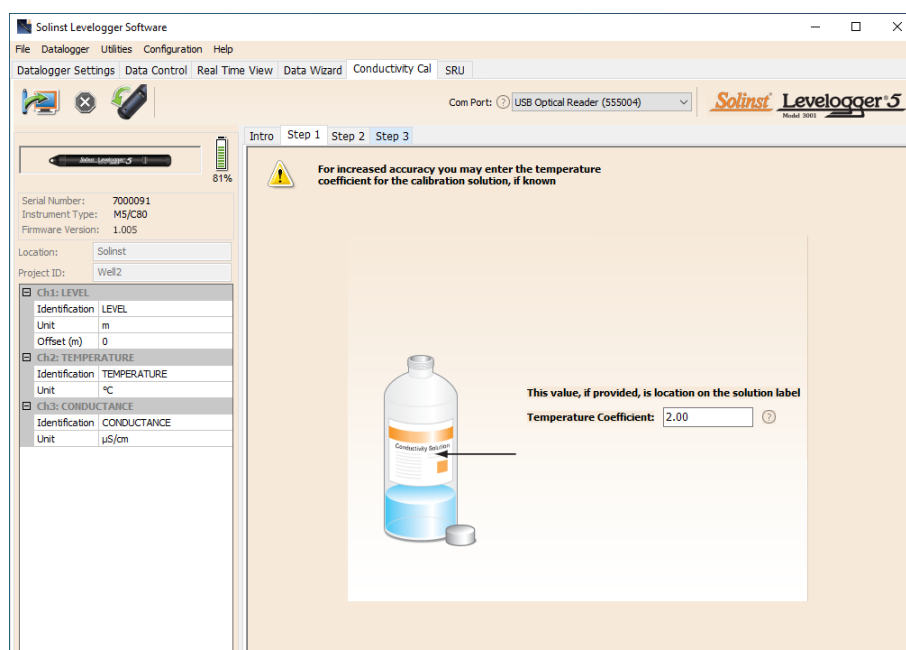 Solinst Levelogger Software
File Datalogger Utilities Configuration Help
Datalogger Settings Data Control Real Time View Data Wizard Conductivity Cal SRU
Com Port: ? USB Optical Reader (555004)
Solinst Levelogger 5
Model 3001
Intro Step 1 Step 2 Step 3
Solinst Levelogger 5
81%
For increased accuracy you may enter the temperature
coefficient for the calibration solution, if known
Serial Number: 7000091
Instrument Type: M5/C80
Firmware Version: 1.005
Location: Solinst
Project ID: Well2
Ch1: LEVEL
Identification LEVEL
Unit m
Offset (m) 0
Ch2: TEMPERATURE
Identification TEMPERATURE
Unit °C
Ch3: CONDUCTANCE
Identification CONDUCTANCE
Unit µS/cm
This value, if provided, is location on the solution label
Temperature Coefficient: 2.00 ?
Conductivity Solution